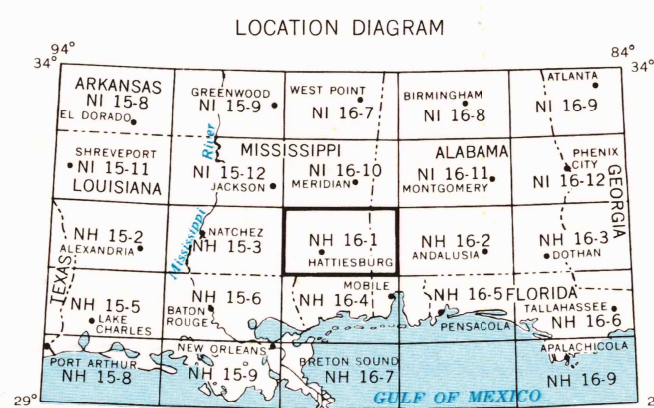 LOCATION DIAGRAM
94°
84°
34°
34°
ARKANSAS
NI 15-8
EL DORADO
GREENWOOD
NI 15-9
WEST POINT
NI 16-7
BIRMINGHAM
NI 16-8
ATLANTA
NI 16-9
River
SHREVEPORT
NI 15-11
LOUISIANA
MISSISSIPPI
NI 15-12
JACKSON
NI 16-10
MERIDIAN
ALABAMA
NI 16-11
MONTGOMERY
PHENIX
CITY
NI 16-12
GEORGIA
Mississippi
NH 15-2
ALEXANDRIA
NATCHEZ
NH 15-3
NH 16-1
HATTIESBURG
NH 16-2
ANDALUSIA
NH 16-3
DOTHAN
TEXAS
NH 15-5
LAKE
CHARLES
NH 15-6
BATON
ROUGE
MOBILE
NH 16-4
NH 16-5
FLORIDA
PENSACOLA
TALLAHASSEE
NH 16-6
PORT ARTHUR
NH 15-8
NEW ORLEANS
NH 15-9
BRETON SOUND
NH 16-7
APALACHICOLA
NH 16-9
GULF OF MEXICO
29°
2